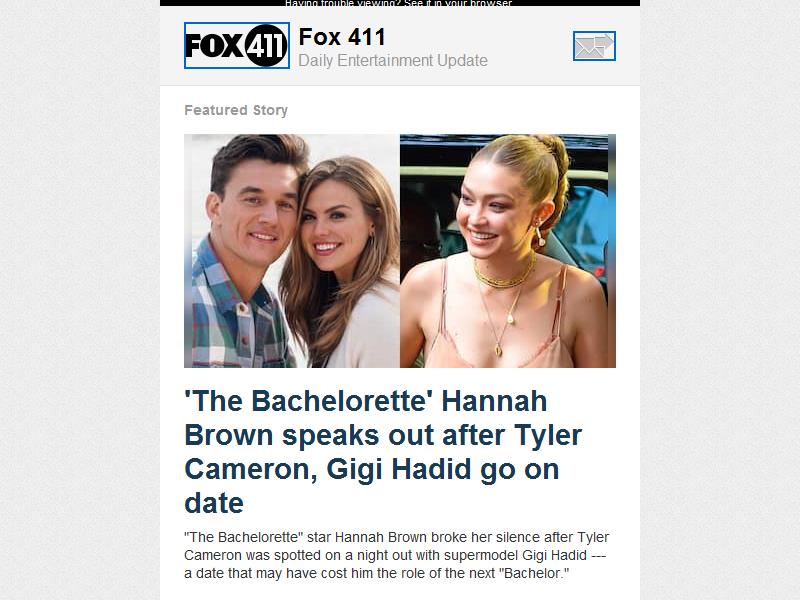 Having trouble viewing? See it in your browser
FOX 411
Fox 411
Daily Entertainment Update
Featured Story
'The Bachelorette' Hannah
Brown speaks out after Tyler
Cameron, Gigi Hadid go on
date
"The Bachelorette" star Hannah Brown broke her silence after Tyler
Cameron was spotted on a night out with supermodel Gigi Hadid ---
a date that may have cost him the role of the next "Bachelor."